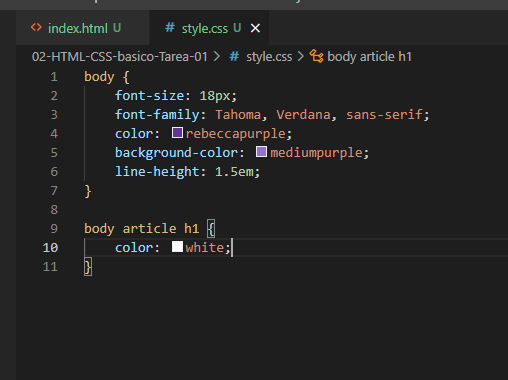 index.html U
# style.css U
02-HTML-CSS-basico-Tarea-01 > # style.css > body article h1
1 body {
2 font-size: 18px;
3 font-family: Tahoma, Verdana, sans-serif;
4 color: rebeccapurple;
5 background-color: mediumpurple;
6 line-height: 1.5em;
7 }
8
9 body article h1 {
10 color: white;
11 }